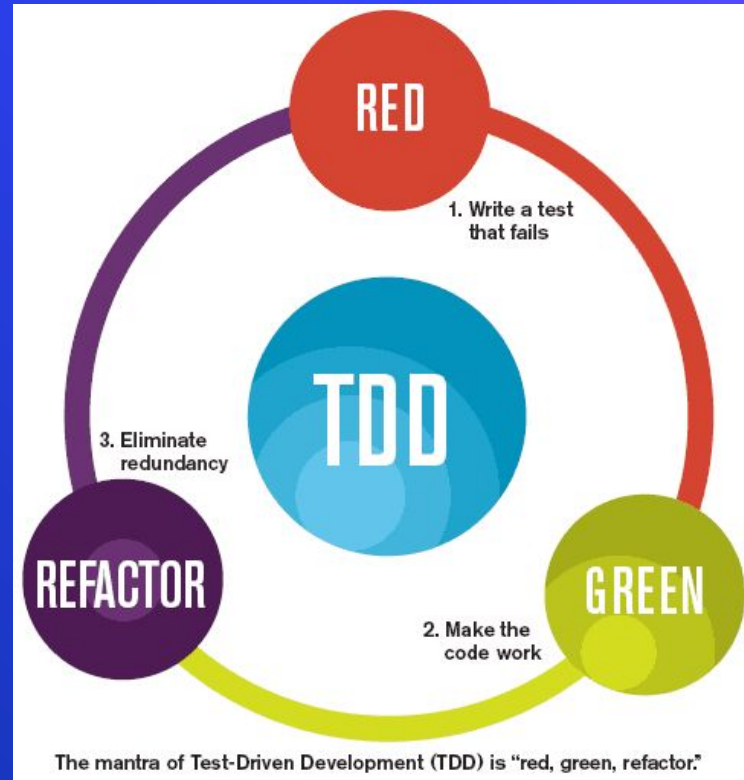 RED
1. Write a test
that fails
TDD
3. Eliminate
redundancy
REFACTOR
GREEN
2. Make the
code work
The mantra of Test-Driven Development (TDD) is “red, green, refactor.”